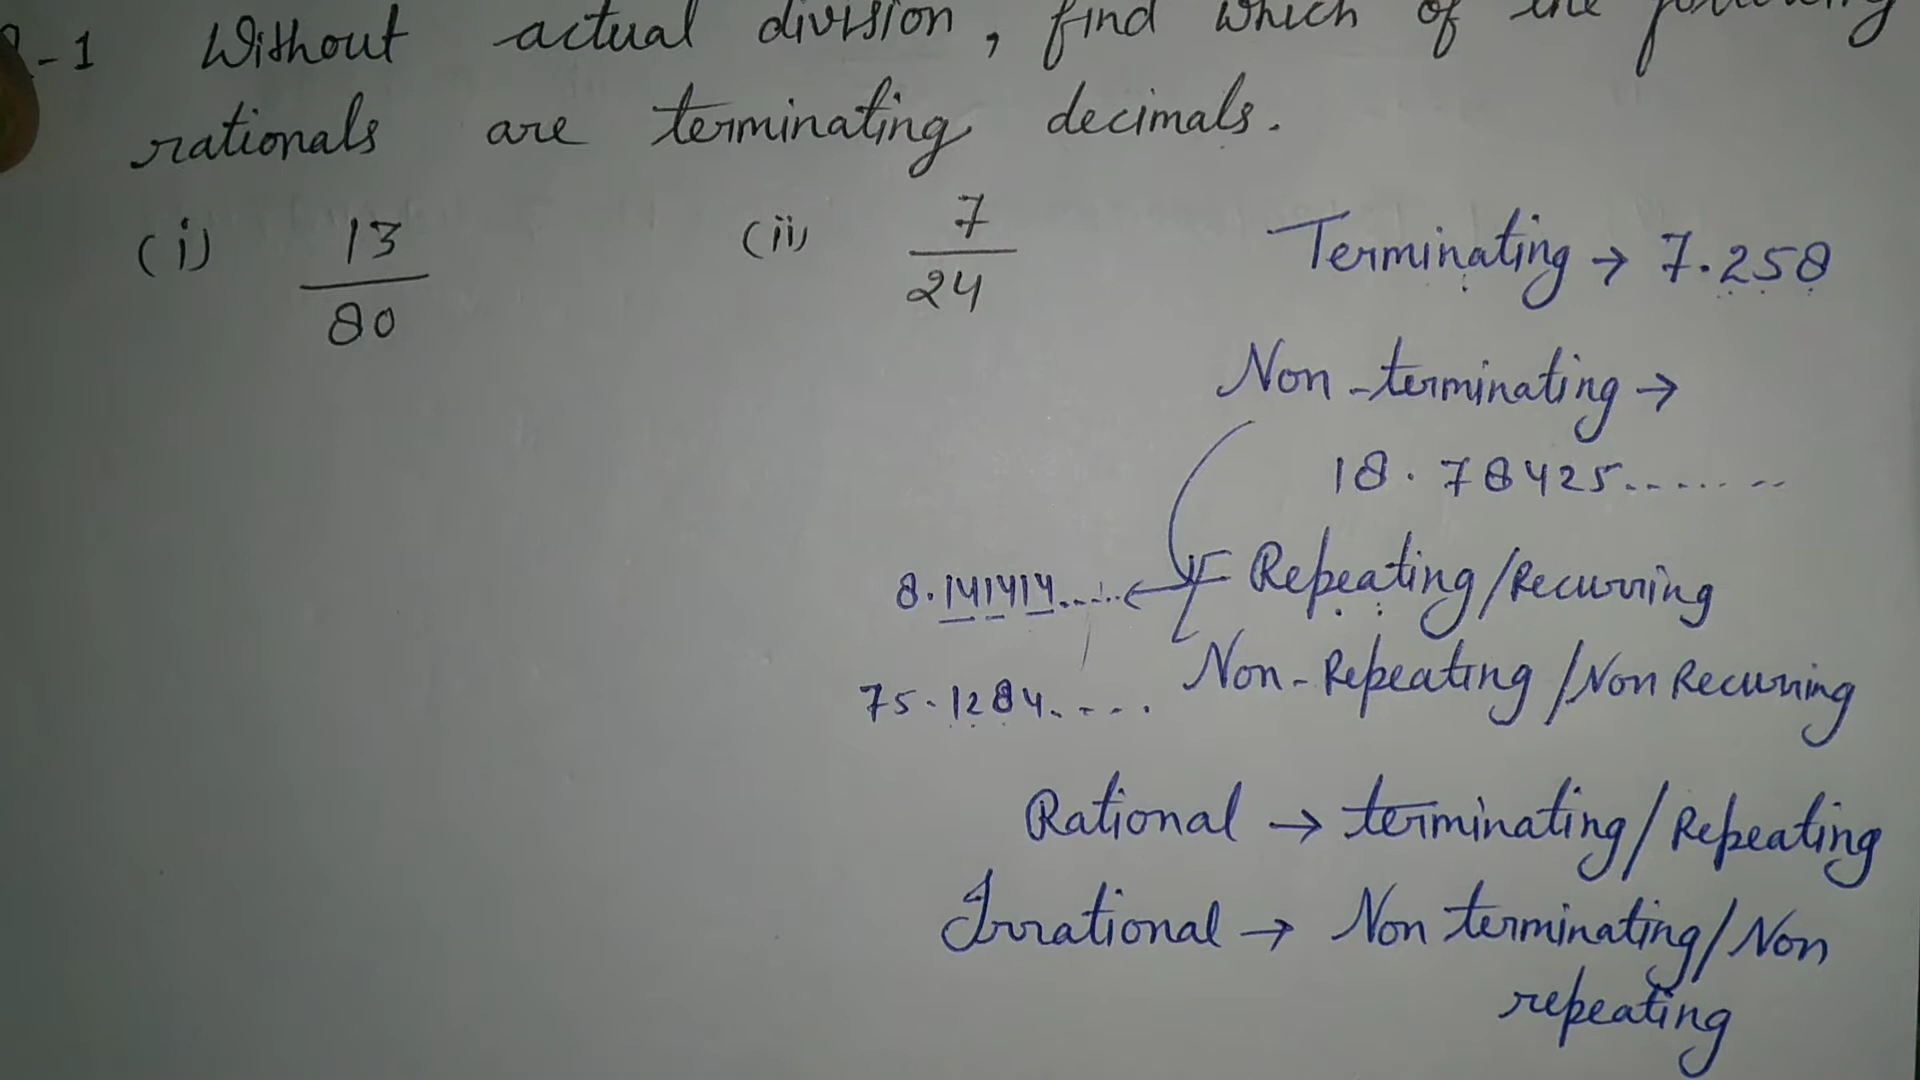 -1 Without actual division, find which of the following
rationals are terminating decimals.
(i) 13/80 (ii) 7/24
Terminating → 7.258
Non-terminating →
18.78425.......
8.141414..... ← Repeating/Recurring
75.1284..... Non-Repeating/Non Recurring
Rational → terminating/Repeating
Irrational → Non terminating/Non
repeating